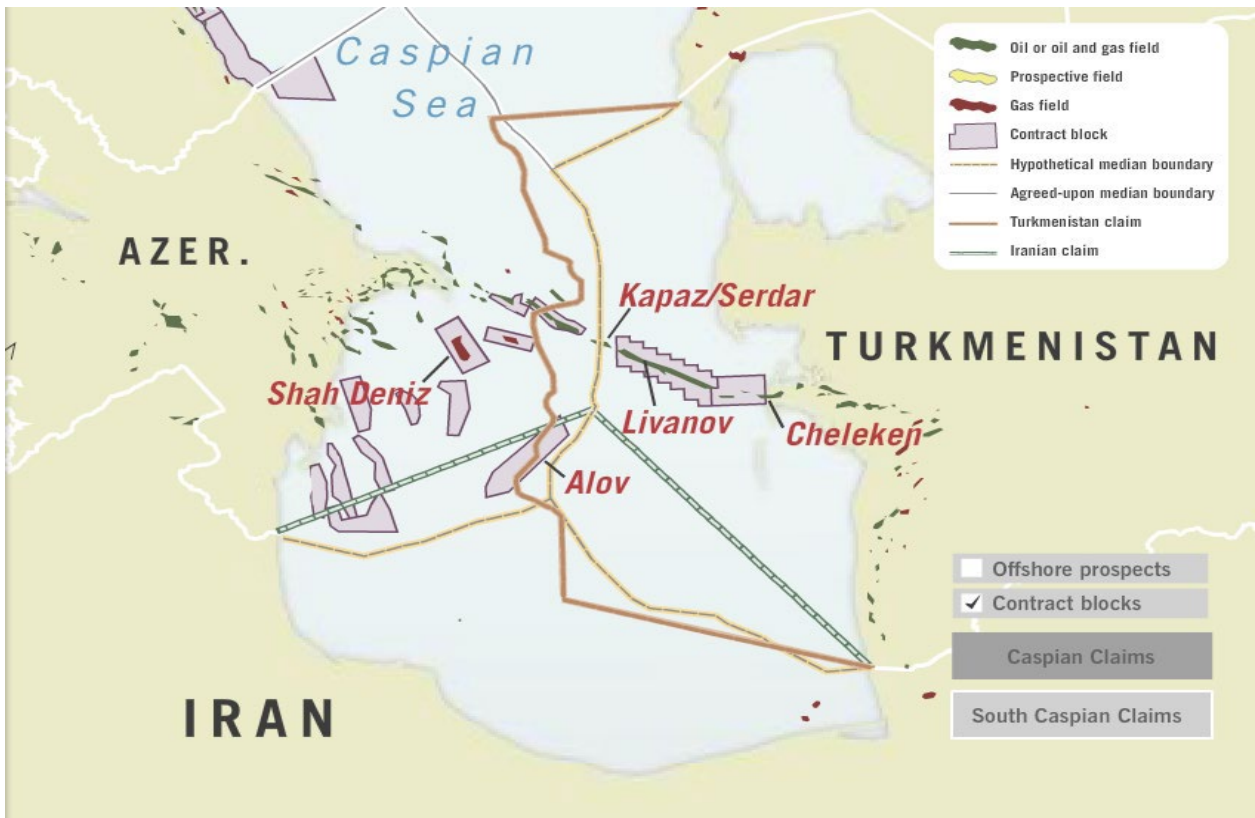 Caspian
Sea
Oil or oil and gas field
Prospective field
Gas field
Contract block
Hypothetical median boundary
Agreed-upon median boundary
Turkmenistan claim
Iranian claim
AZER.
Kapaz/Serdar
TURKMENISTAN
Shah Deniz
Livanov
Cheleken
Alov
Offshore prospects
Contract blocks
Caspian Claims
IRAN
South Caspian Claims